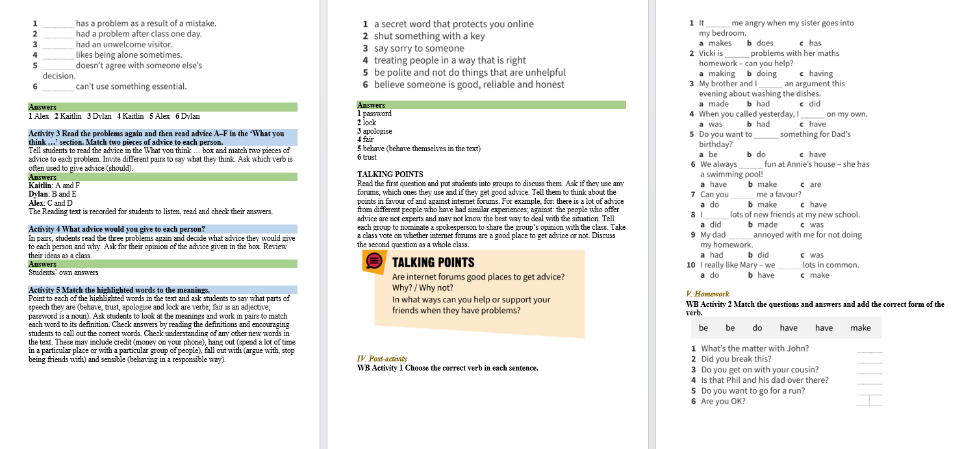 1 ______ has a problem as a result of a mistake.
2 ______ had a problem after class one day.
3 ______ had an unwelcome visitor.
4 ______ likes being alone sometimes.
5 ______ doesn't agree with someone else's
decision.
6 ______ can't use something essential.
Answers
1 Alex 2 Kaitlin 3 Dylan 4 Kaitlin 5 Alex 6 Dylan
Activity 3 Read the problems again and then read advice A–F in the 'What you
think …' section. Match two pieces of advice to each person.
Tell students to read the advice in the What you think … box and match two pieces of
advice to each problem. Invite different pairs to say what they think. Ask which verb is
often used to give advice (should).
Answers
Kaitlin: A and F
Dylan: B and E
Alex: C and D
The Reading text is recorded for students to listen, read and check their answers.
Activity 4 What advice would you give to each person?
In pairs, students read the three problems again and decide what advice they would give
to each person and why. Ask for their opinion of the advice given in the box. Review
their ideas as a class.
Answers
Students' own answers
Activity 5 Match the highlighted words to the meanings.
Point to each of the highlighted words in the text and ask students to say what parts of
speech they are (behave, trust, apologise and lock are verbs; fair is an adjective;
password is a noun). Ask students to look at the meanings and work in pairs to match
each word to its definition. Check answers by reading the definitions and encouraging
students to call out the correct words. Check understanding of any other new words in
the text. These may include credit (money on your phone), hang out (spend a lot of time
in a particular place or with a particular group of people), fall out with (argue with, stop
being friends with) and sensible (behaving in a responsible way).
1 a secret word that protects you online
2 shut something with a key
3 say sorry to someone
4 treating people in a way that is right
5 be polite and not do things that are unhelpful
6 believe someone is good, reliable and honest
Answers
1 password
2 lock
3 apologise
4 fair
5 behave (behave themselves in the text)
6 trust
TALKING POINTS
Read the first question and put students into groups to discuss them. Ask if they use any
forums, which ones they use and if they get good advice. Tell them to think about the
points in favour of and against internet forums. For example, for: there is a lot of advice
from different people who have had similar experiences; against: the people who offer
advice are not experts and may not know the best way to deal with the situation. Tell
each group to nominate a spokesperson to share the group's opinion with the class. Take
a class vote on whether internet forums are a good place to get advice or not. Discuss
the second question as a whole class.
TALKING POINTS
Are internet forums good places to get advice?
Why? / Why not?
In what ways can you help or support your
friends when they have problems?
IV. Post-activity
WB Activity 1 Choose the correct verb in each sentence.
1 It ______ me angry when my sister goes into
my bedroom.
a makes b does c has
2 Vicki is ______ problems with her maths
homework – can you help?
a making b doing c having
3 My brother and I ______ an argument this
evening about washing the dishes.
a made b had c did
4 When you called yesterday, I ______ on my own.
a was b had c have
5 Do you want to ______ something for Dad's
birthday?
a be b do c have
6 We always ______ fun at Annie's house – she has
a swimming pool!
a have b make c are
7 Can you ______ me a favour?
a do b make c have
8 I ______ lots of new friends at my new school.
a did b made c was
9 My dad ______ annoyed with me for not doing
my homework.
a had b did c was
10 I really like Marly – we ______ lots in common.
a do b have c make
V. Homework
WB Activity 2 Match the questions and answers and add the correct form of the
verb.
be be do have have make
1 What's the matter with John? ______
2 Did you break this? ______
3 Do you get on with your cousin? ______
4 Is that Phil and his dad over there? ______
5 Do you want to go for a run? ______
6 Are you OK? ______